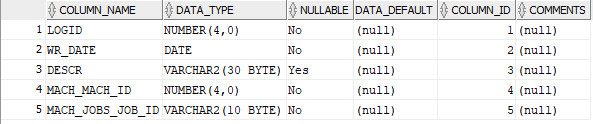 COLUMN_NAME DATA_TYPE NULLABLE DATA_DEFAULT COLUMN_ID COMMENTS
1 LOGID NUMBER(4,0) No (null) 1 (null)
2 WR_DATE DATE No (null) 2 (null)
3 DESCR VARCHAR2(30 BYTE) Yes (null) 3 (null)
4 MACH_MACH_ID NUMBER(4,0) No (null) 4 (null)
5 MACH_JOBS_JOB_ID VARCHAR2(10 BYTE) No (null) 5 (null)